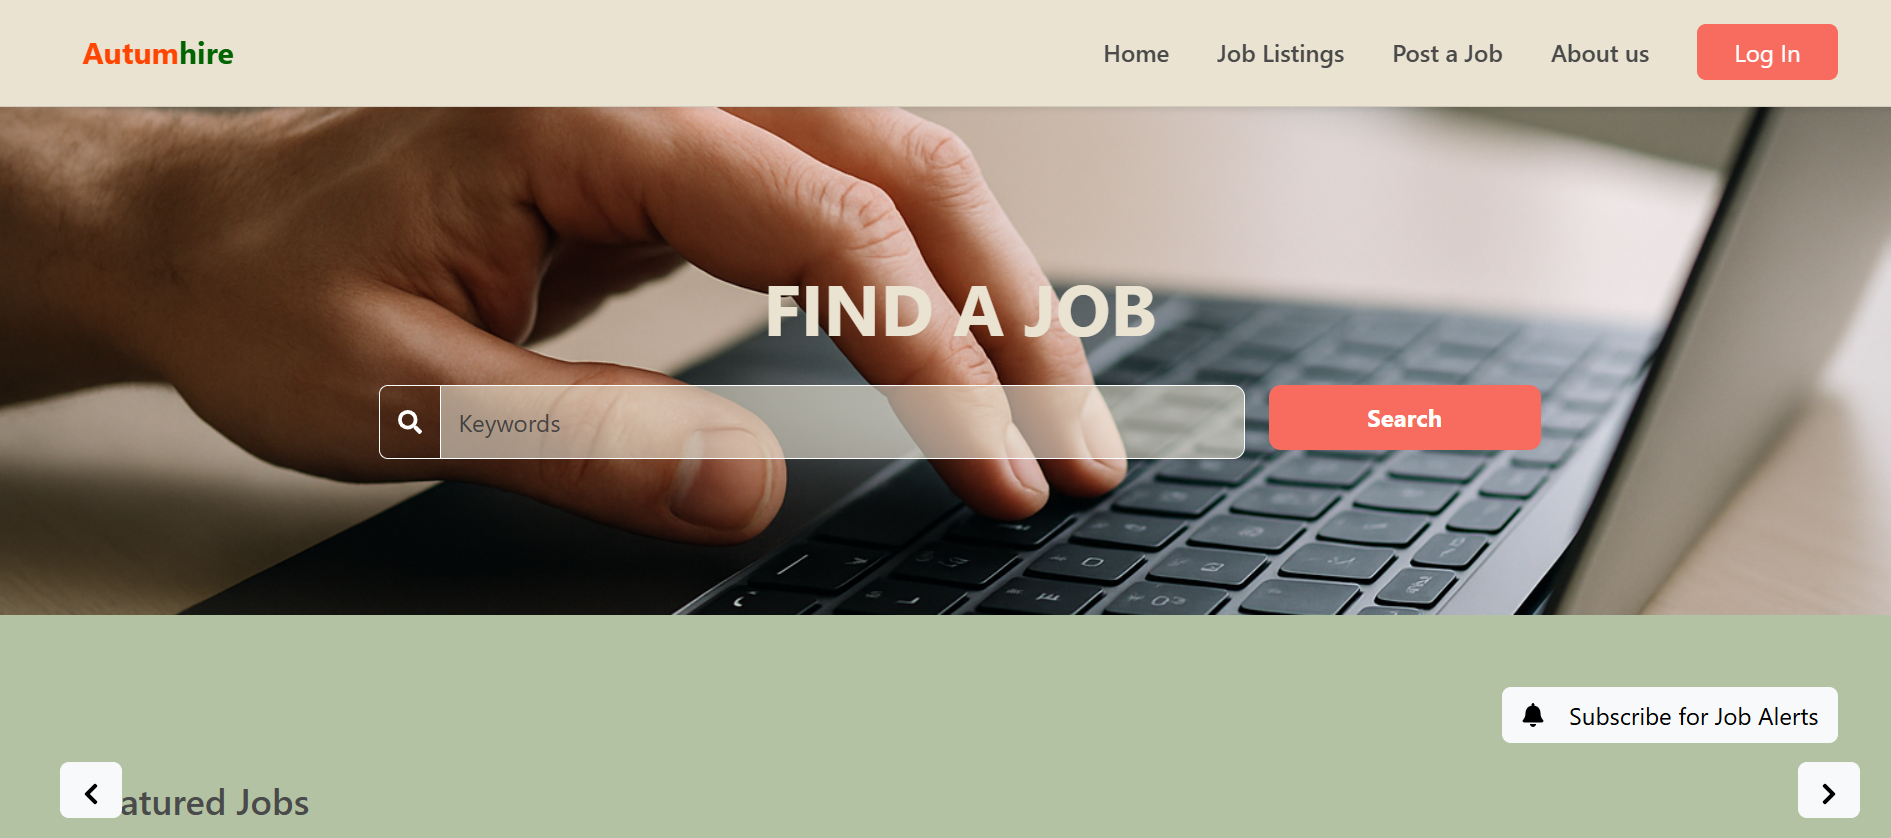 Autumhire
Home
Job Listings
Post a Job
About us
Log In
FIND A JOB
Keywords
Search
Subscribe for Job Alerts
atured Jobs